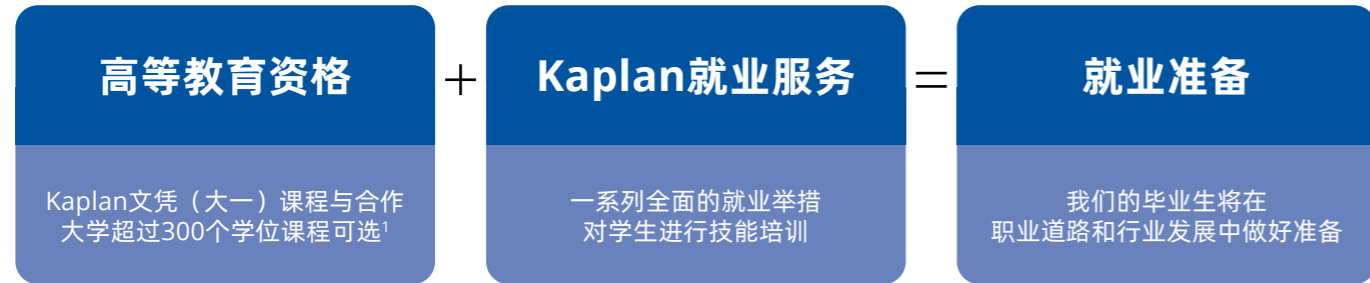 高等教育资格
+
Kaplan就业服务
=
就业准备
Kaplan文凭（大一）课程与合作
大学超过300个学位课程可选¹
一系列全面的就业举措
对学生进行技能培训
我们的毕业生将在
职业道路和行业发展中做好准备